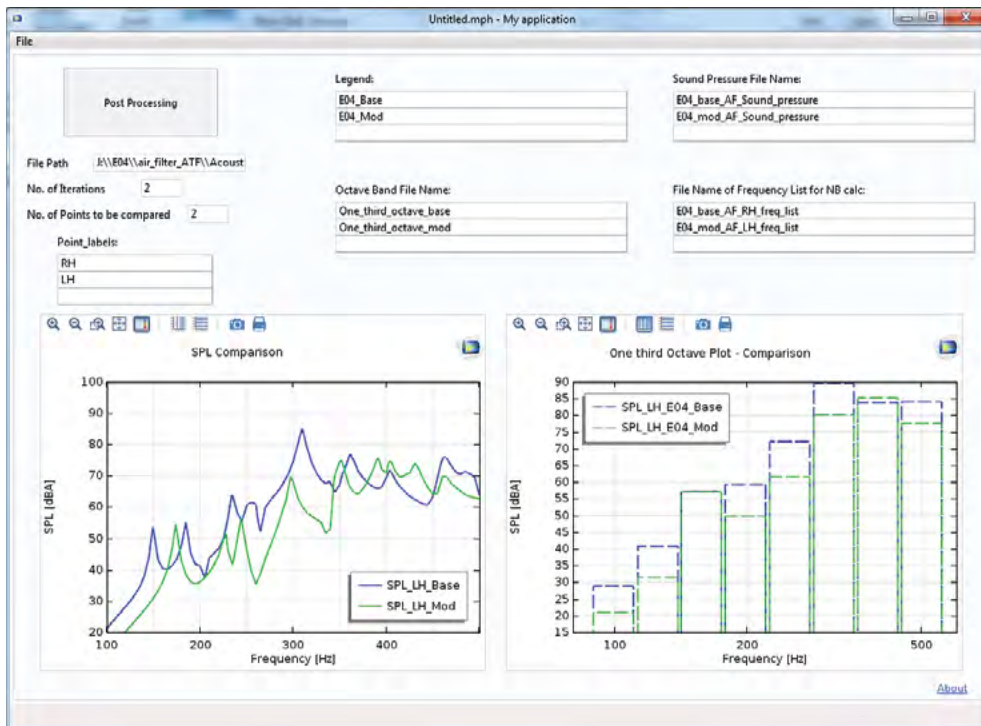 Untitled.mph - My application
File
Post Processing
File Path J:\\E04\\air_filter_ATF\\Acoust
No. of Iterations 2
No. of Points to be compared 2
Point_labels:
RH
LH
Legend:
E04_Base
E04_Mod
Sound Pressure File Name:
E04_base_AF_Sound_pressure
E04_mod_AF_Sound_pressure
Octave Band File Name:
One_third_octave_base
One_third_octave_mod
File Name of Frequency List for NB calc:
E04_base_AF_RH_freq_list
E04_mod_AF_LH_freq_list
SPL Comparison
100
90
80
70
60
50
40
30
20
SPL [dBA]
SPL_LH_Base
SPL_LH_Mod
100 200 300 400
Frequency [Hz]
One third Octave Plot - Comparison
90
85
80
75
70
65
60
55
50
45
40
35
30
25
20
15
SPL [dBA]
SPL_LH_E04_Base
SPL_LH_E04_Mod
100 200 500
Frequency [Hz]
About